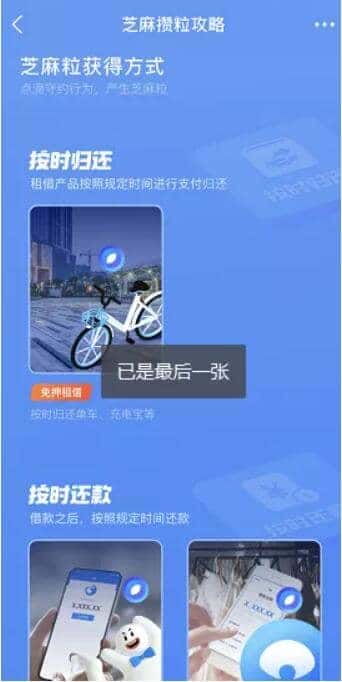 芝麻攒粒攻略
芝麻粒获得方式
点滴守约行为，产生芝麻粒
按时归还
租借产品按照规定时间进行支付归还
已是最后一张
免押租借
按时归还单车、充电宝等
按时还款
借款之后，按照规定时间还款
X,XXX.XX
X,XXX.XX